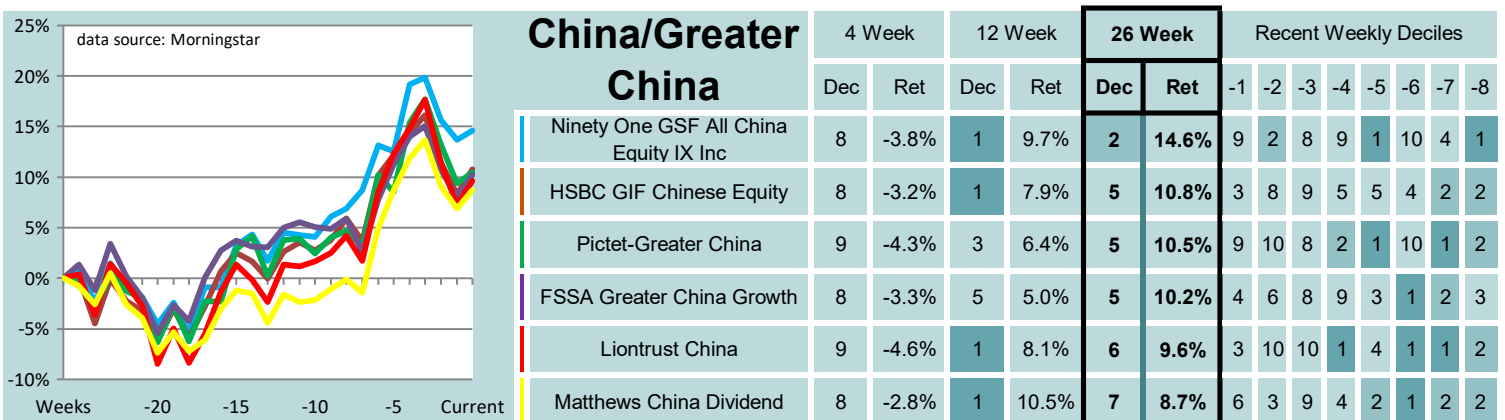 25%
20%
15%
10%
5%
0%
-5%
-10%
data source: Morningstar
Weeks -20 -15 -10 -5 Current
China/Greater
China
4 Week 12 Week 26 Week Recent Weekly Deciles
Dec Ret Dec Ret Dec Ret -1 -2 -3 -4 -5 -6 -7 -8
Ninety One GSF All China
Equity IX Inc
8 -3.8% 1 9.7% 2 14.6% 9 2 8 9 1 10 4 1
HSBC GIF Chinese Equity 8 -3.2% 1 7.9% 5 10.8% 3 8 9 5 5 4 2 2
Pictet-Greater China 9 -4.3% 3 6.4% 5 10.5% 9 10 8 2 1 10 1 2
FSSA Greater China Growth 8 -3.3% 5 5.0% 5 10.2% 4 6 8 9 3 1 2 3
Liontrust China 9 -4.6% 1 8.1% 6 9.6% 3 10 10 1 4 1 1 2
Matthews China Dividend 8 -2.8% 1 10.5% 7 8.7% 6 3 9 4 2 1 2 2